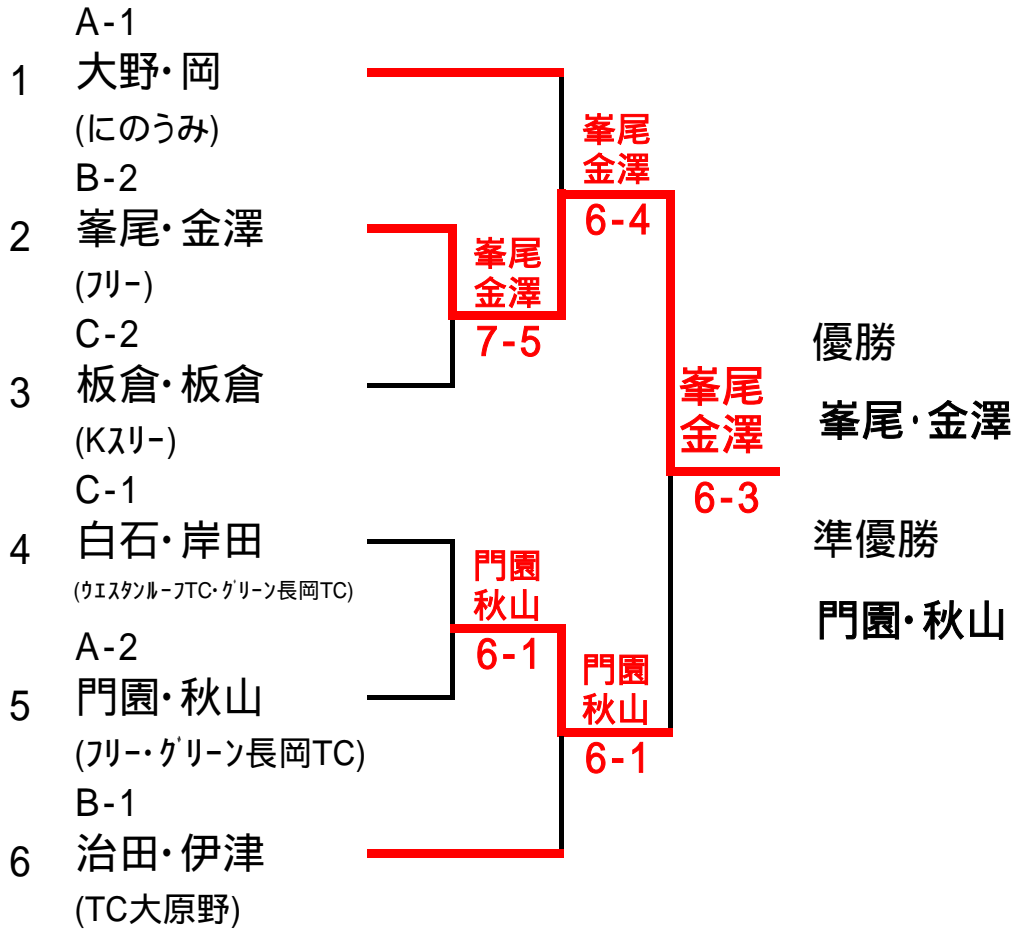 A-1
1 大野・岡
(にのうみ)
B-2
2 峯尾・金澤
(ﾌﾘｰ)
C-2
3 板倉・板倉
(Kｽﾘｰ)
C-1
4 白石・岸田
(ｳｴｽﾀﾝﾙｰﾌTC・ｸﾞﾘｰﾝ長岡TC)
A-2
5 門園・秋山
(ﾌﾘｰ・ｸﾞﾘｰﾝ長岡TC)
B-1
6 治田・伊津
(TC大原野)
峯尾
金澤
7-5
門園
秋山
6-1
峯尾
金澤
6-4
門園
秋山
6-1
峯尾
金澤
6-3
優勝
峯尾・金澤
準優勝
門園・秋山